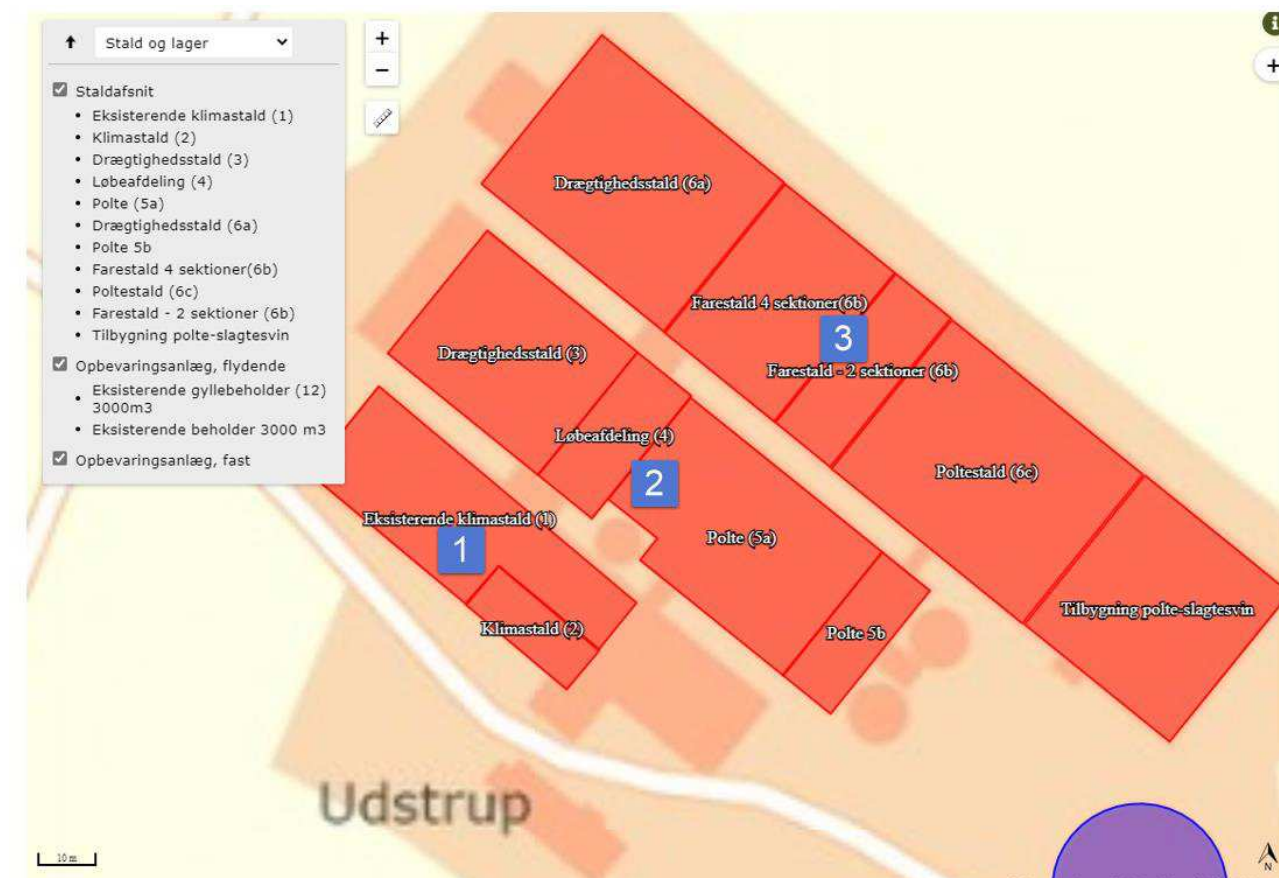 Stald og lager
Staldafsnit
Eksisterende klimastald (1)
Klimastald (2)
Drægtighedsstald (3)
Løbeafdeling (4)
Polte (5a)
Drægtighedsstald (6a)
Polte 5b
Farestald 4 sektioner(6b)
Poltestald (6c)
Farestald - 2 sektioner (6b)
Tilbygning polte-slagtesvin
Opbevaringsanlæg, flydende
Eksisterende gyllebeholder (12)
3000m3
Eksisterende beholder 3000 m3
Opbevaringsanlæg, fast
+
−
i
+
Drægtighedsstald (6a)
Farestald 4 sektioner(6b)
3
Farestald - 2 sektioner (6b)
Drægtighedsstald (3)
Løbeafdeling (4)
2
Poltestald (6c)
Eksisterende klimastald (1)
1
Polte (5a)
Tilbygning polte-slagtesvin
Klimastald (2)
Polte 5b
Udstrup
10 m
N